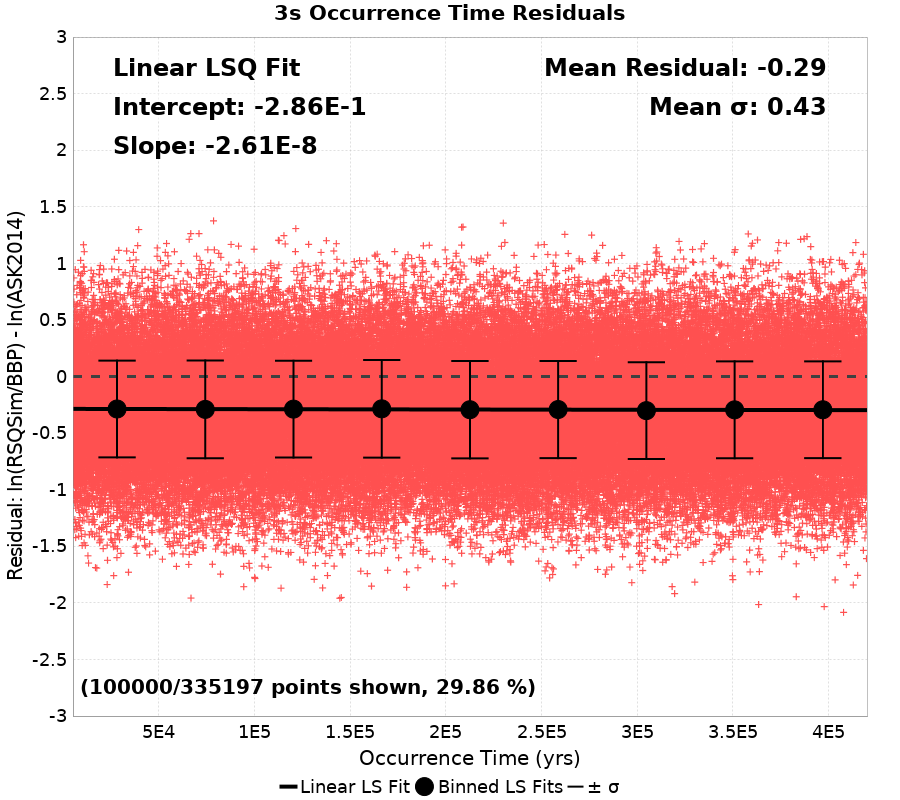 3s Occurrence Time Residuals
Linear LSQ Fit
Intercept: -2.86E-1
Slope: -2.61E-8
Mean Residual: -0.29
Mean σ: 0.43
Residual: ln(RSQSim/BBP) - ln(ASK2014)
3
2.5
2
1.5
1
0.5
0
-0.5
-1
-1.5
-2
-2.5
-3
(100000/335197 points shown, 29.86 %)
5E4 1E5 1.5E5 2E5 2.5E5 3E5 3.5E5 4E5
Occurrence Time (yrs)
Linear LS Fit Binned LS Fits ± σ